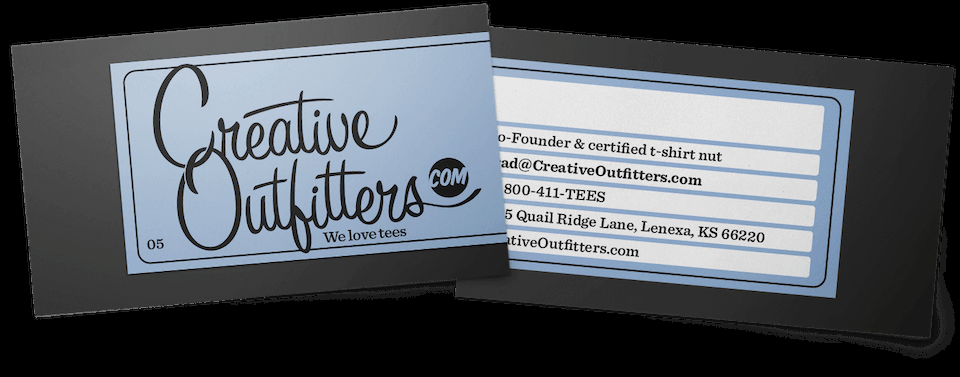 Creative
Outfitters
COM
We love tees
05
o-Founder & certified t-shirt nut
ad@CreativeOutfitters.com
800-411-TEES
5 Quail Ridge Lane, Lenexa, KS 66220
ativeOutfitters.com